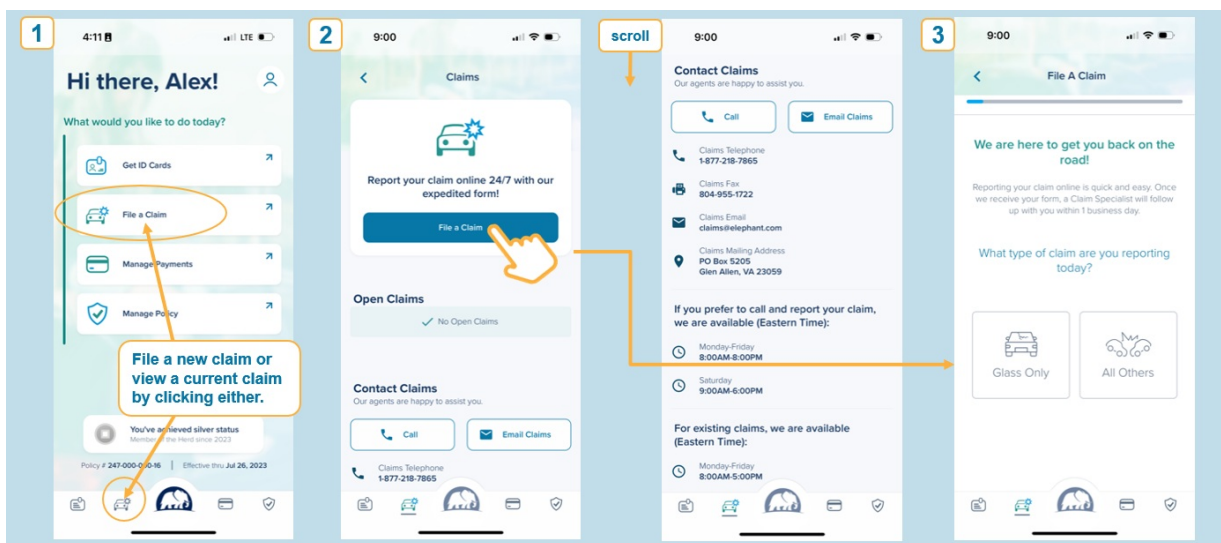 1
4:11
LTE
Hi there, Alex!
What would you like to do today?
Get ID Cards
File a Claim
Manage Payments
Manage Policy
File a new claim or
view a current claim
by clicking either.
You've achieved silver status
Member of the Herd since 2023
Policy # 247-000-000-16 | Effective thru Jul 26, 2023
2
9:00
Claims
Report your claim online 24/7 with our
expedited form!
File a Claim
Open Claims
No Open Claims
Contact Claims
Our agents are happy to assist you.
Call
Email Claims
Claims Telephone
1-877-218-7865
scroll
9:00
Contact Claims
Our agents are happy to assist you.
Call
Email Claims
Claims Telephone
1-877-218-7865
Claims Fax
804-955-1722
Claims Email
claims@elephant.com
Claims Mailing Address
PO Box 5205
Glen Allen, VA 23059
If you prefer to call and report your claim,
we are available (Eastern Time):
Monday-Friday
8:00AM-8:00PM
Saturday
9:00AM-6:00PM
For existing claims, we are available
(Eastern Time):
Monday-Friday
8:00AM-5:00PM
3
9:00
File A Claim
We are here to get you back on the
road!
Reporting your claim online is quick and easy. Once
we receive your form, a Claim Specialist will follow
up with you within 1 business day.
What type of claim are you reporting
today?
Glass Only
All Others